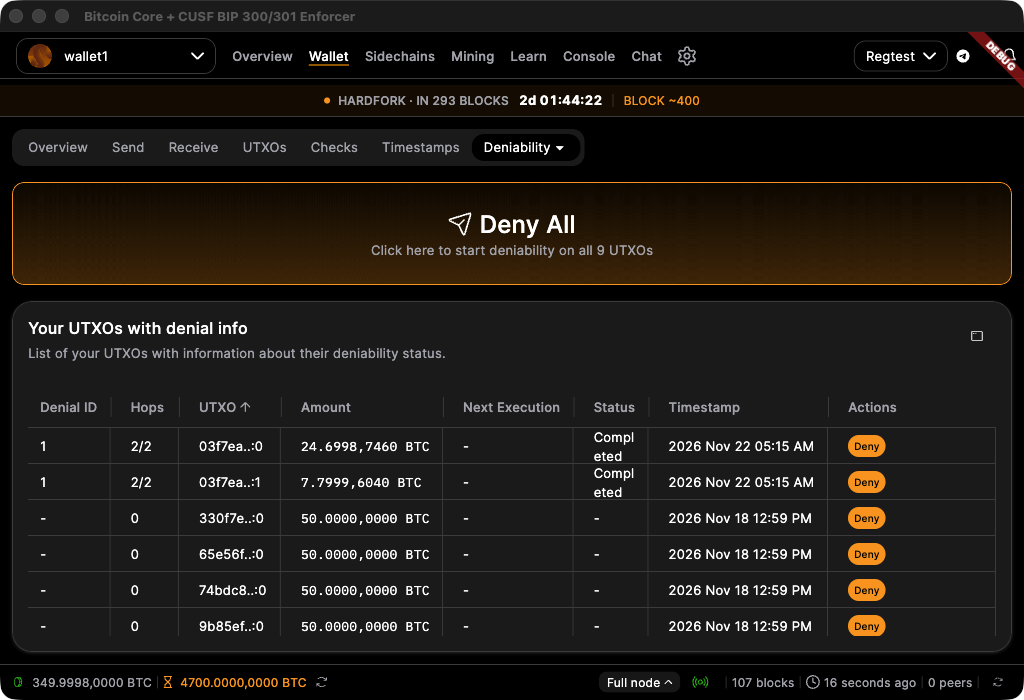 Bitcoin Core + CUSF BIP 300/301 Enforcer
wallet1 Overview Wallet Sidechains Mining Learn Console Chat Regtest DEBUG
HARDFORK · IN 293 BLOCKS 2d 01:44:22 BLOCK ~400
Overview Send Receive UTXOs Checks Timestamps Deniability
Deny All
Click here to start deniability on all 9 UTXOs
Your UTXOs with denial info
List of your UTXOs with information about their deniability status.
Denial ID Hops UTXO ↑ Amount Next Execution Status Timestamp Actions
1 2/2 03f7ea..:0 24.6998,7460 BTC - Compl
eted 2026 Nov 22 05:15 AM Deny
1 2/2 03f7ea..:1 7.7999,6040 BTC - Compl
eted 2026 Nov 22 05:15 AM Deny
- 0 330f7e..:0 50.0000,0000 BTC - - 2026 Nov 18 12:59 PM Deny
- 0 65e56f..:0 50.0000,0000 BTC - - 2026 Nov 18 12:59 PM Deny
- 0 74bdc8..:0 50.0000,0000 BTC - - 2026 Nov 18 12:59 PM Deny
- 0 9b85ef..:0 50.0000,0000 BTC - - 2026 Nov 18 12:59 PM Deny
349.9998,0000 BTC 4700.0000,0000 BTC Full node 107 blocks 16 seconds ago 0 peers